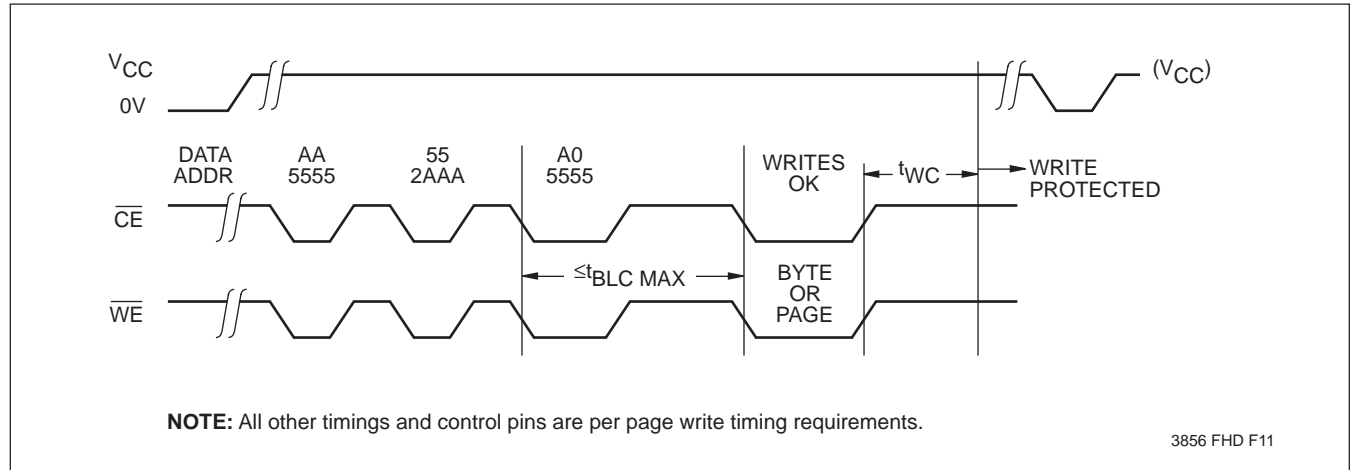 VCC
(VCC)
0V
DATA AA 55 A0 WRITES
ADDR 5555 2AAA 5555 OK
tWC
WRITE
PROTECTED
CE
≤tBLC MAX
BYTE
OR
PAGE
WE
NOTE: All other timings and control pins are per page write timing requirements.
3856 FHD F11